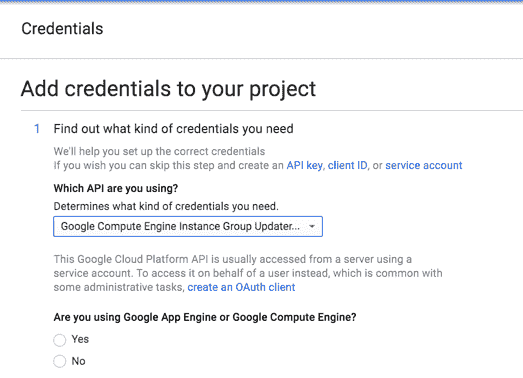 Credentials
Add credentials to your project
1 Find out what kind of credentials you need
We'll help you set up the correct credentials
If you wish you can skip this step and create an API key, client ID, or service account
Which API are you using?
Determines what kind of credentials you need.
Google Compute Engine Instance Group Updater...
This Google Cloud Platform API is usually accessed from a server using a
service account. To access it on behalf of a user instead, which is common with
some administrative tasks, create an OAuth client
Are you using Google App Engine or Google Compute Engine?
Yes
No